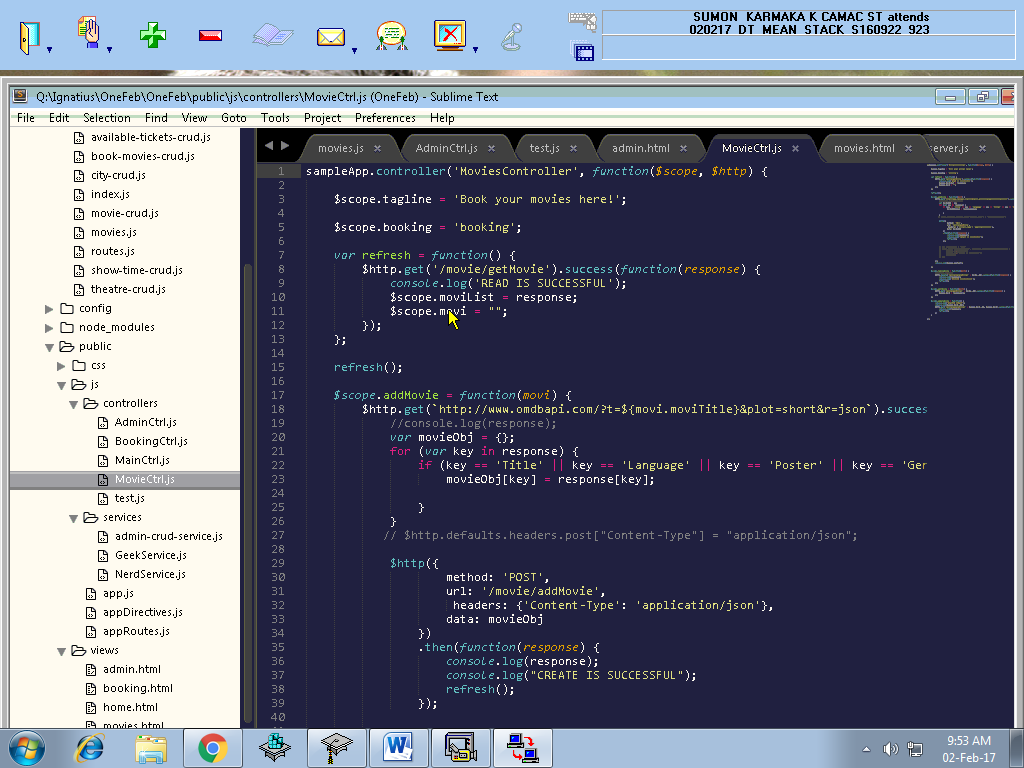 SUMON KARMAKA K CAMAC ST attends
020217_DT_MEAN_STACK_S160922_923
Q:\Ignatius\OneFeb\OneFeb\public\js\controllers\MovieCtrl.js (OneFeb) - Sublime Text
File Edit Selection Find View Goto Tools Project Preferences Help
available-tickets-crud.js
book-movies-crud.js
city-crud.js
index.js
movie-crud.js
movies.js
routes.js
show-time-crud.js
theatre-crud.js
config
node_modules
public
css
js
controllers
AdminCtrl.js
BookingCtrl.js
MainCtrl.js
MovieCtrl.js
test.js
services
admin-crud-service.js
GeekService.js
NerdService.js
app.js
appDirectives.js
appRoutes.js
views
admin.html
booking.html
home.html
movies.html
movies.js × AdminCtrl.js × test.js × admin.html × MovieCtrl.js × movies.html × erver.js ×
1 sampleApp.controller('MoviesController', function($scope, $http) {
2
3 $scope.tagline = 'Book your movies here!';
4
5 $scope.booking = 'booking';
6
7 var refresh = function() {
8 $http.get('/movie/getMovie').success(function(response) {
9 console.log('READ IS SUCCESSFUL');
10 $scope.moviList = response;
11 $scope.movi = "";
12 });
13 };
14
15 refresh();
16
17 $scope.addMovie = function(movi) {
18 $http.get(`http://www.omdbapi.com/?t=${movi.moviTitle}&plot=short&r=json`).succes
19 //console.log(response);
20 var movieObj = {};
21 for (var key in response) {
22 if (key == 'Title' || key == 'Language' || key == 'Poster' || key == 'Ger
23 movieObj[key] = response[key];
24
25 }
26 }
27 // $http.defaults.headers.post["Content-Type"] = "application/json";
28
29 $http({
30 method: 'POST',
31 url: '/movie/addMovie',
32 headers: {'Content-Type': 'application/json'},
33 data: movieObj
34 })
35 .then(function(response) {
36 console.log(response);
37 console.log("CREATE IS SUCCESSFUL");
38 refresh();
39 });
40
9:53 AM
02-Feb-17